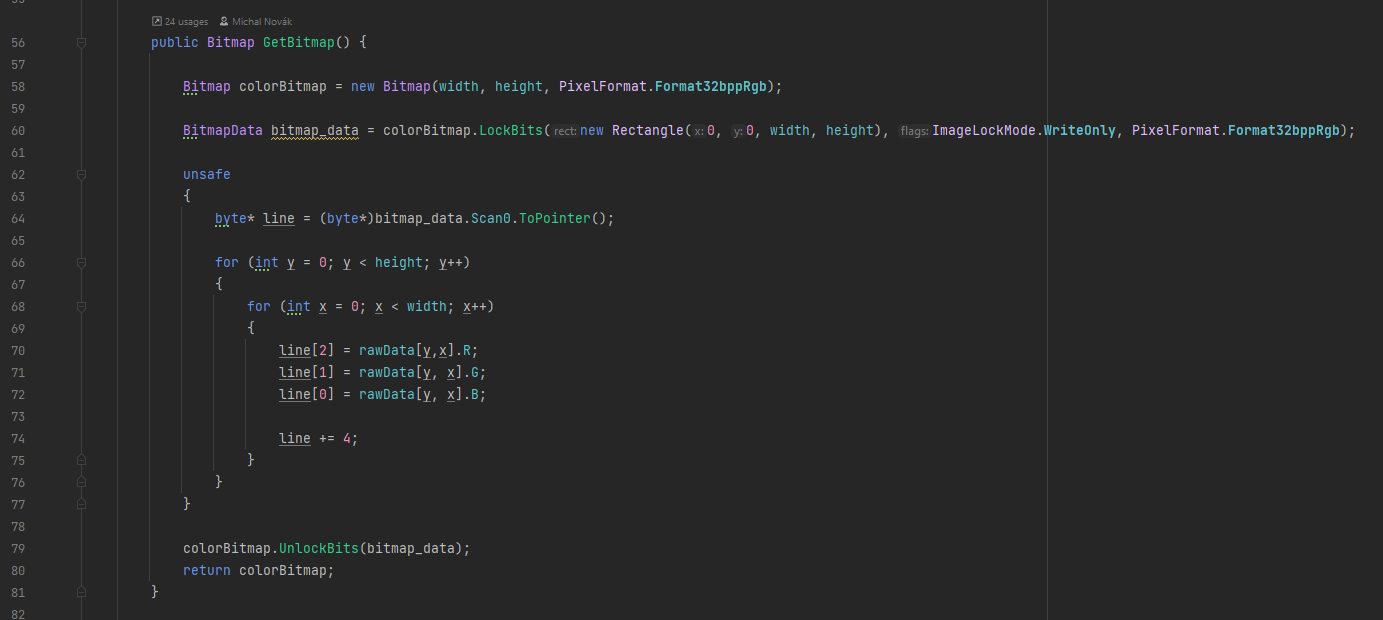 55
24 usages Michal Novák
56 public Bitmap GetBitmap() {
57
58 Bitmap colorBitmap = new Bitmap(width, height, PixelFormat.Format32bppRgb);
59
60 BitmapData bitmap_data = colorBitmap.LockBits(rect: new Rectangle(x: 0, y: 0, width, height), flags: ImageLockMode.WriteOnly, PixelFormat.Format32bppRgb);
61
62 unsafe
63 {
64 byte* line = (byte*)bitmap_data.Scan0.ToPointer();
65
66 for (int y = 0; y < height; y++)
67 {
68 for (int x = 0; x < width; x++)
69 {
70 line[2] = rawData[y,x].R;
71 line[1] = rawData[y, x].G;
72 line[0] = rawData[y, x].B;
73
74 line += 4;
75 }
76 }
77 }
78
79 colorBitmap.UnlockBits(bitmap_data);
80 return colorBitmap;
81 }
82